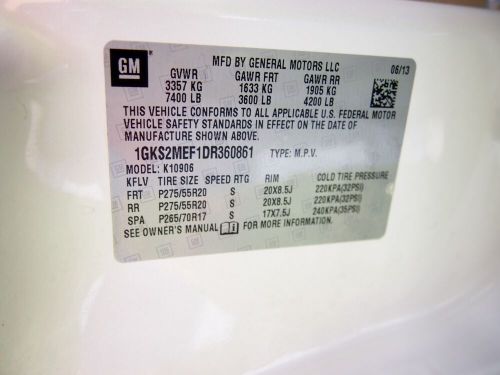 GM
MFD BY GENERAL MOTORS LLC
06/13
GVWR GAWR FRT GAWR RR
3357 KG 1633 KG 1905 KG
7400 LB 3600 LB 4200 LB
THIS VEHICLE CONFORMS TO ALL APPLICABLE U.S. FEDERAL MOTOR
VEHICLE SAFETY STANDARDS IN EFFECT ON THE DATE OF
MANUFACTURE SHOWN ABOVE.
1GKS2MEF1DR360861 TYPE: M.P.V.
MODEL: K10906
KFLV TIRE SIZE SPEED RTG RIM COLD TIRE PRESSURE
FRT P275/55R20 S 20X8.5J 220KPA(32PSI)
RR P275/55R20 S 20X8.5J 220KPA(32PSI)
SPA P265/70R17 S 17X7.5J 240KPA(35PSI)
SEE OWNER'S MANUAL FOR MORE INFORMATION.